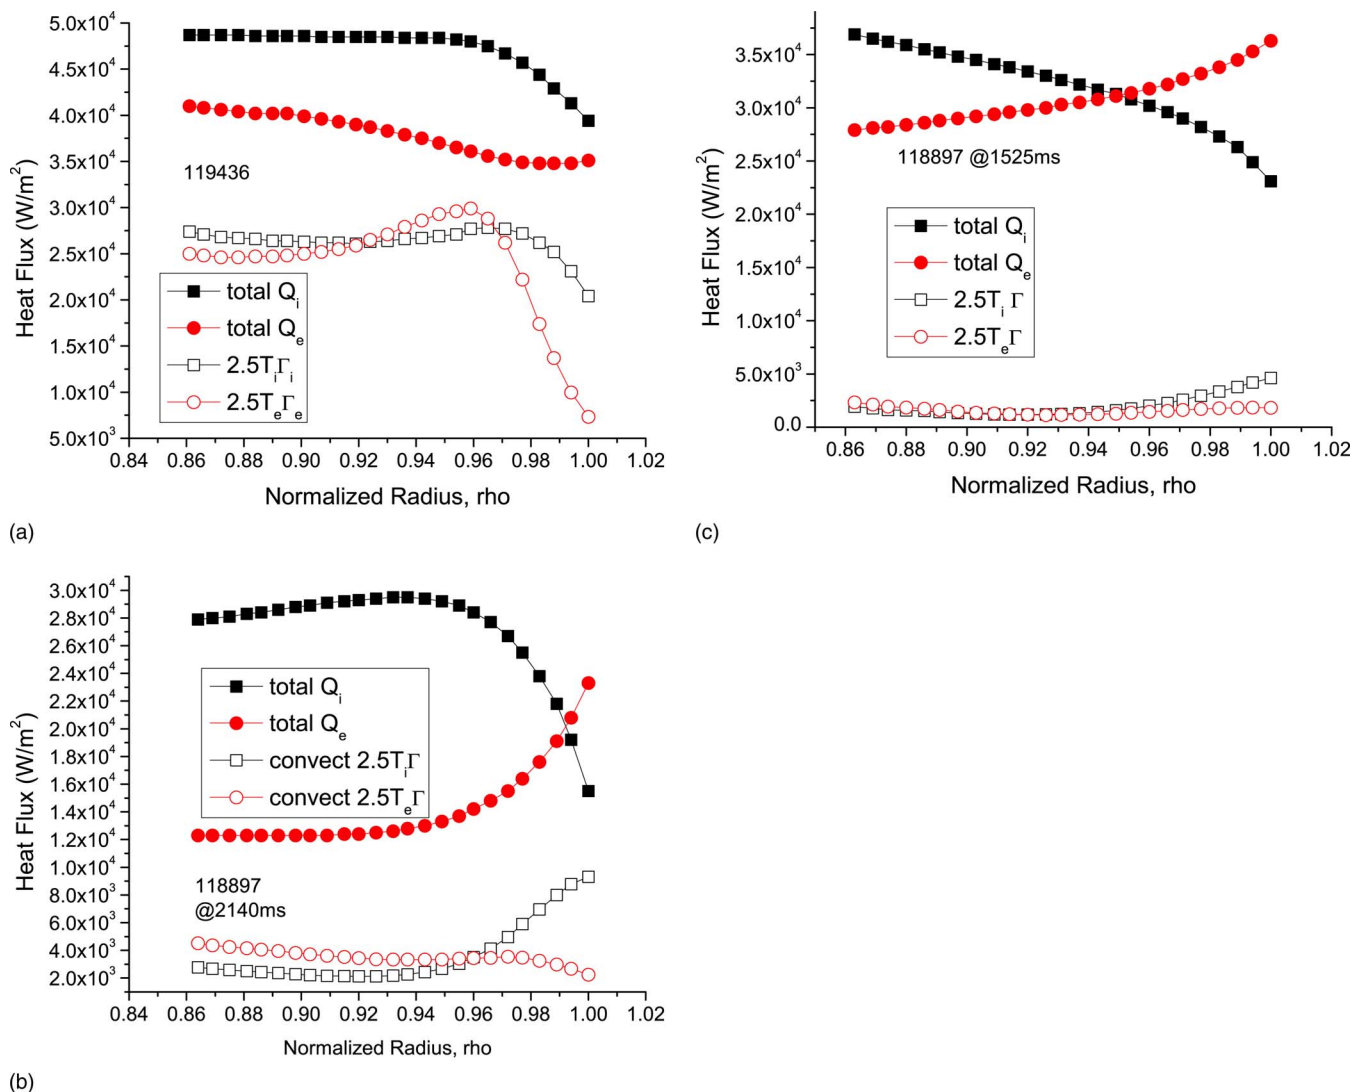 5.0x10⁴
4.5x10⁴
4.0x10⁴
3.5x10⁴
3.0x10⁴
2.5x10⁴
2.0x10⁴
1.5x10⁴
1.0x10⁴
5.0x10³
Heat Flux (W/m²)
119436
total Qᵢ
total Qₑ
2.5TᵢΓᵢ
2.5TₑΓₑ
0.84 0.86 0.88 0.90 0.92 0.94 0.96 0.98 1.00 1.02
Normalized Radius, rho
(a)
3.5x10⁴
3.0x10⁴
2.5x10⁴
2.0x10⁴
1.5x10⁴
1.0x10⁴
5.0x10³
0.0
Heat Flux (W/m²)
118897 @1525ms
total Qᵢ
total Qₑ
2.5Tᵢ Γ
2.5TₑΓ
0.86 0.88 0.90 0.92 0.94 0.96 0.98 1.00 1.02
Normalized Radius, rho
(c)
3.0x10⁴
2.8x10⁴
2.6x10⁴
2.4x10⁴
2.2x10⁴
2.0x10⁴
1.8x10⁴
1.6x10⁴
1.4x10⁴
1.2x10⁴
1.0x10⁴
8.0x10³
6.0x10³
4.0x10³
2.0x10³
Heat Flux (W/m²)
total Qᵢ
total Qₑ
convect 2.5TᵢΓ
convect 2.5TₑΓ
118897
@2140ms
0.84 0.86 0.88 0.90 0.92 0.94 0.96 0.98 1.00 1.02
Normalized Radius, rho
(b)